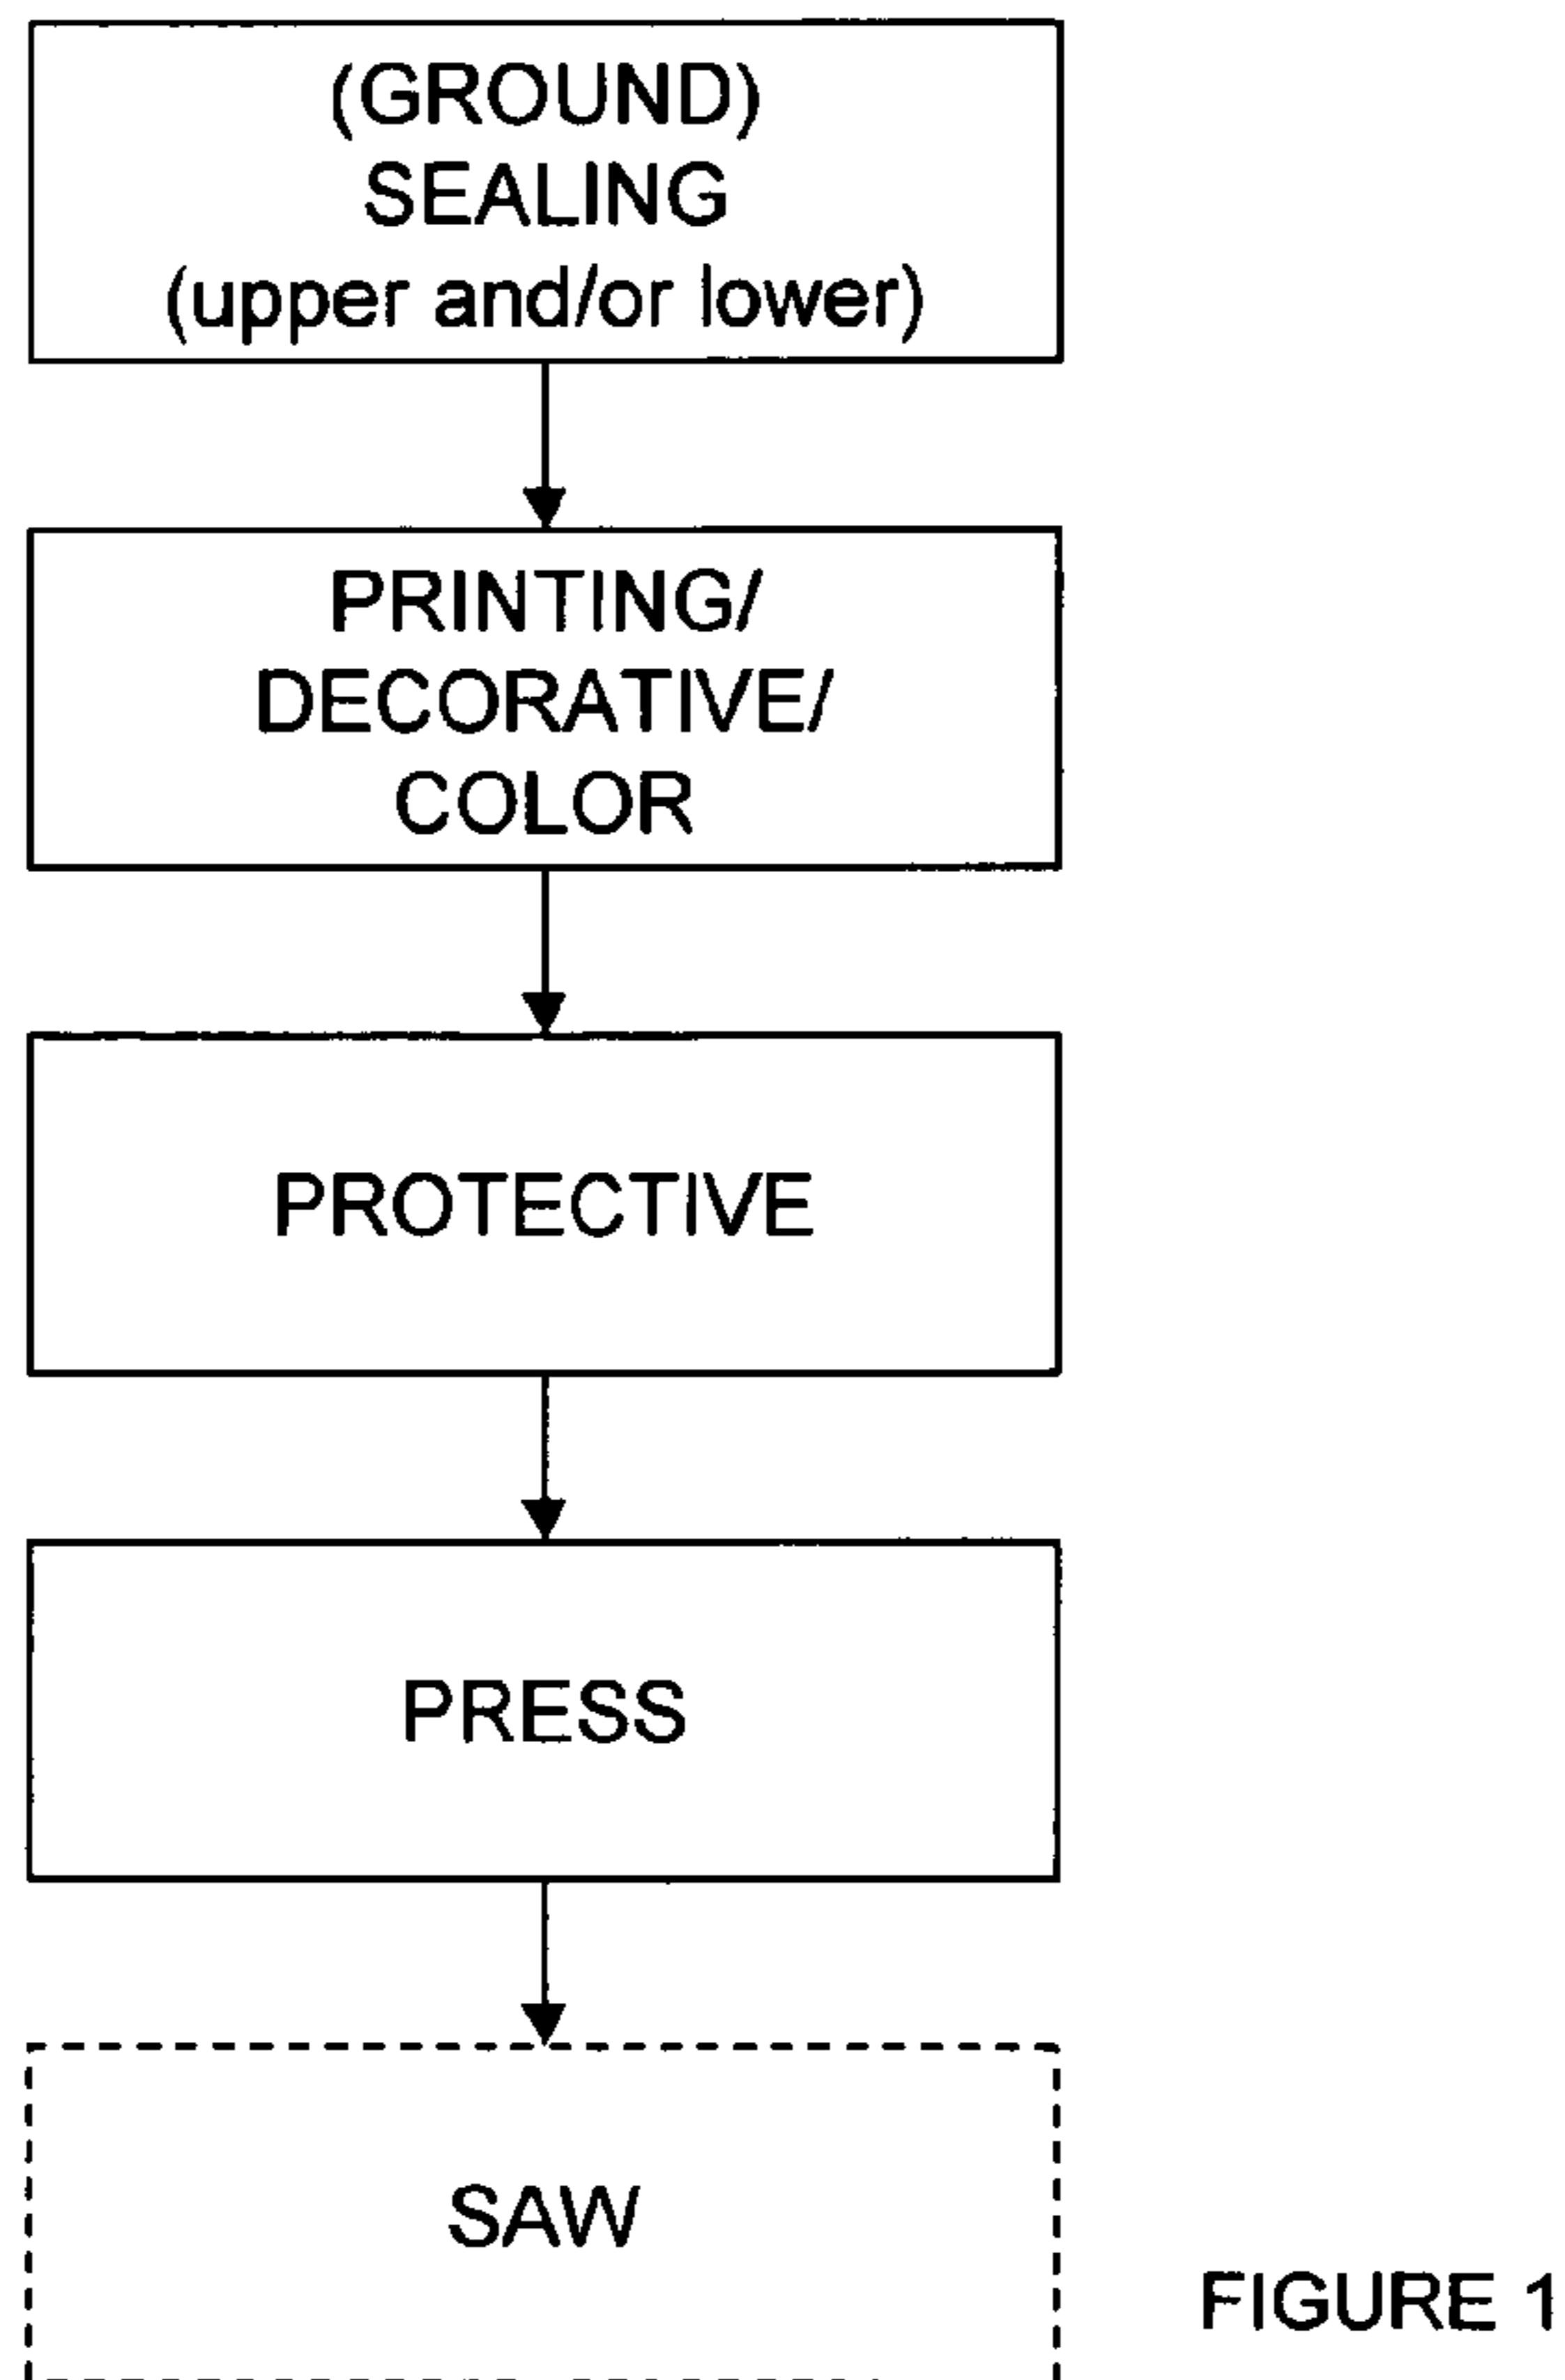 (GROUND)
SEALING
(upper and/or lower)
PRINTING/
DECORATIVE/
COLOR
PROTECTIVE
PRESS
SAW
FIGURE 1